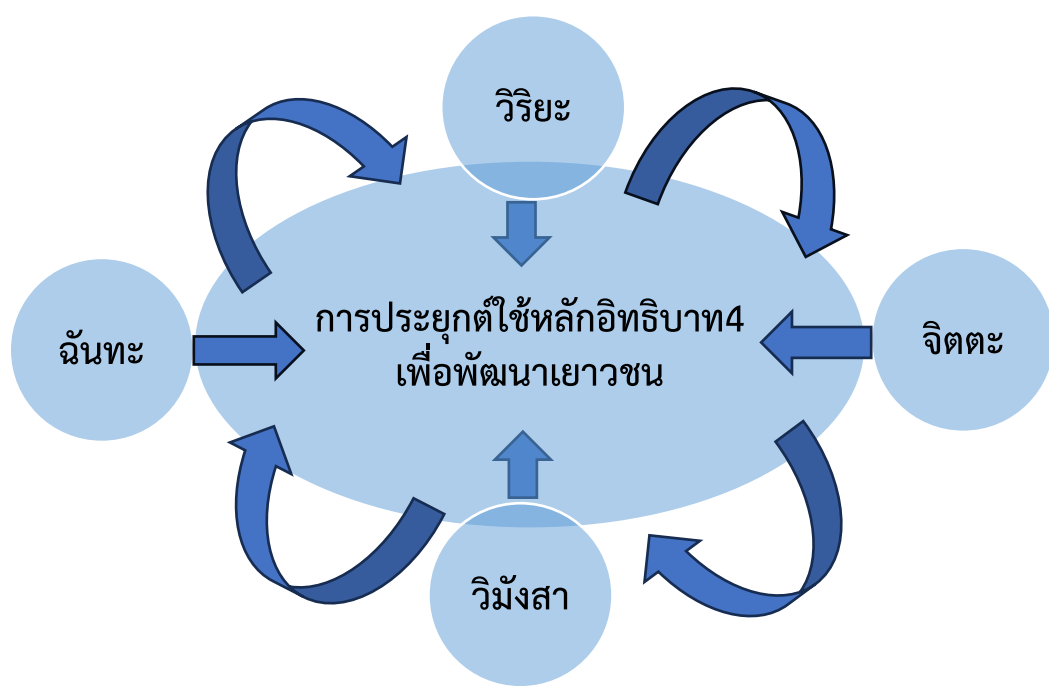 วิริยะ
การประยุกต์ใช้หลักอิทธิบาท4
เพื่อพัฒนาเยาวชน
ฉันทะ
จิตตะ
วิมังสา